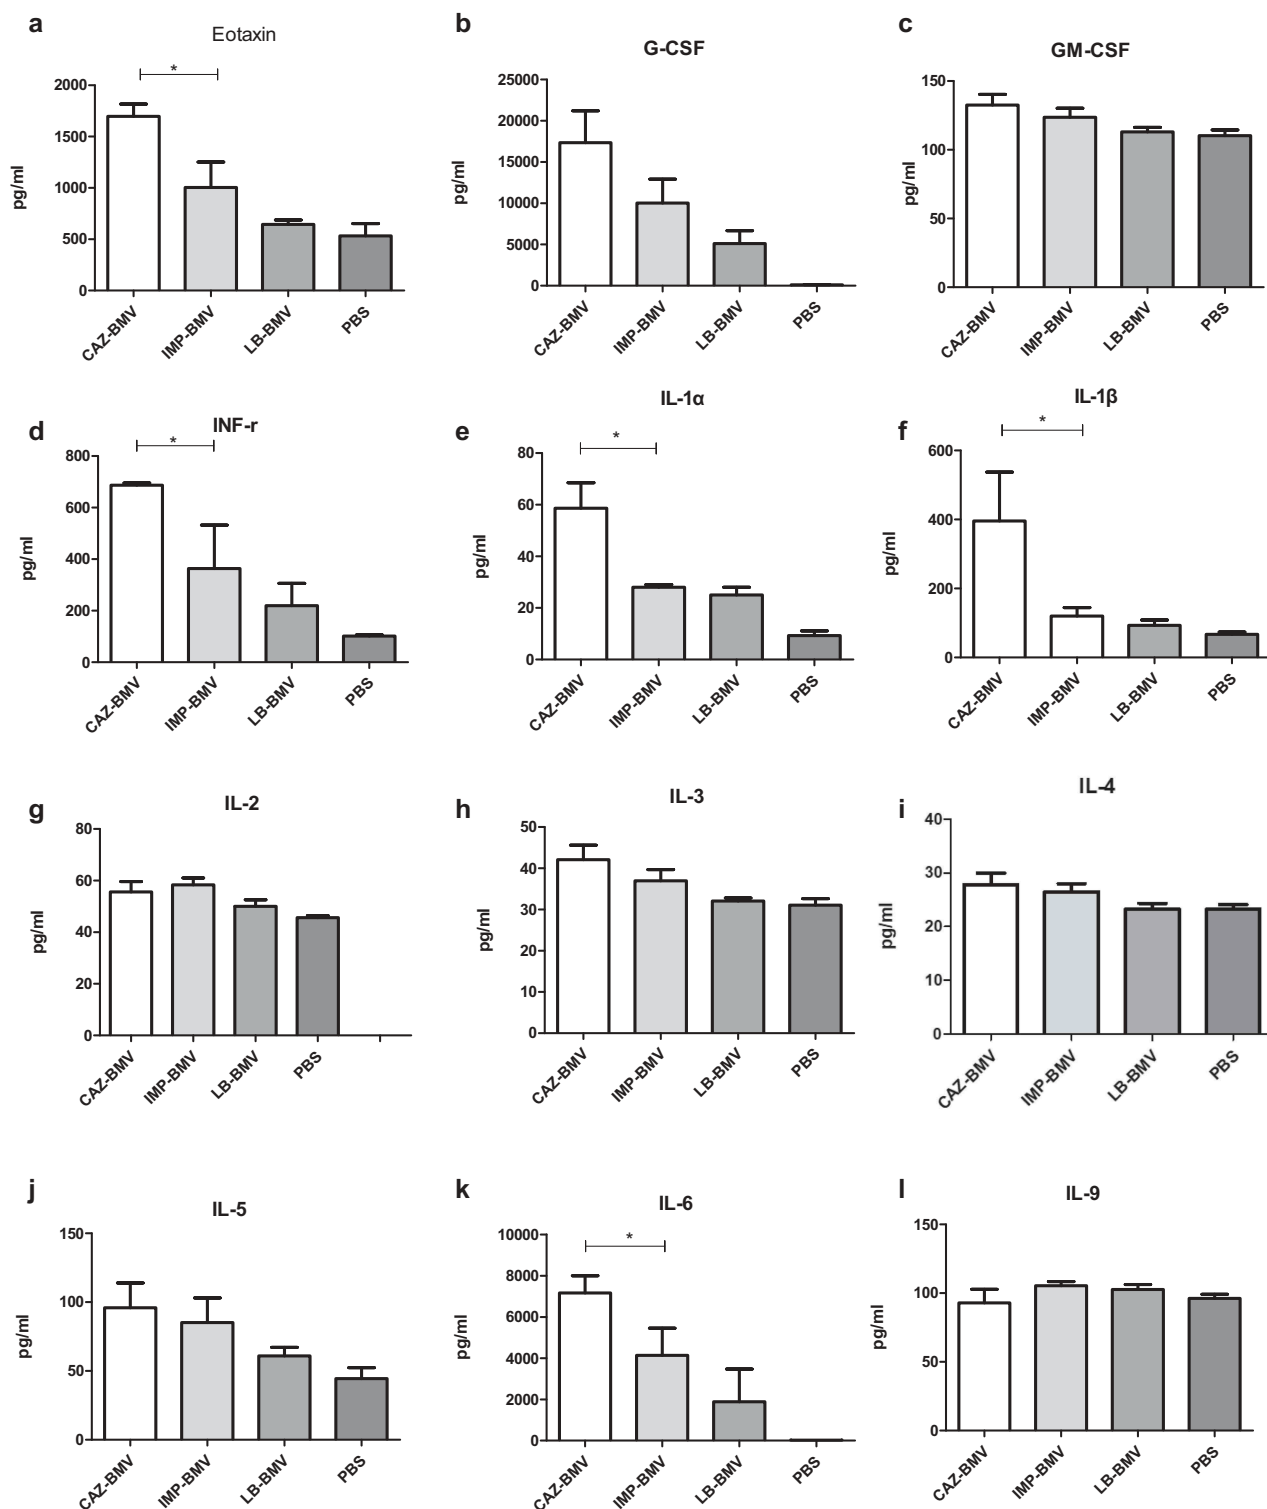 a
Eotaxin
*
2000
1500
1000
500
0
pg/ml
CAZ-BMV
IMP-BMV
LB-BMV
PBS
b
G-CSF
25000
20000
15000
10000
5000
0
pg/ml
CAZ-BMV
IMP-BMV
LB-BMV
PBS
c
GM-CSF
150
100
50
0
pg/ml
CAZ-BMV
IMP-BMV
LB-BMV
PBS
d
INF-r
*
800
600
400
200
0
pg/ml
CAZ-BMV
IMP-BMV
LB-BMV
PBS
e
IL-1α
*
80
60
40
20
0
pg/ml
CAZ-BMV
IMP-BMV
LB-BMV
PBS
f
IL-1β
*
600
400
200
0
pg/ml
CAZ-BMV
IMP-BMV
LB-BMV
PBS
g
IL-2
80
60
40
20
0
pg/ml
CAZ-BMV
IMP-BMV
LB-BMV
PBS
h
IL-3
50
40
30
20
10
0
pg/ml
CAZ-BMV
IMP-BMV
LB-BMV
PBS
i
IL-4
40
30
20
10
0
pg/ml
CAZ-BMV
IMP-BMV
LB-BMV
PBS
j
IL-5
150
100
50
0
pg/ml
CAZ-BMV
IMP-BMV
LB-BMV
PBS
k
IL-6
*
10000
8000
6000
4000
2000
0
pg/ml
CAZ-BMV
IMP-BMV
LB-BMV
PBS
l
IL-9
150
100
50
0
pg/ml
CAZ-BMV
IMP-BMV
LB-BMV
PBS